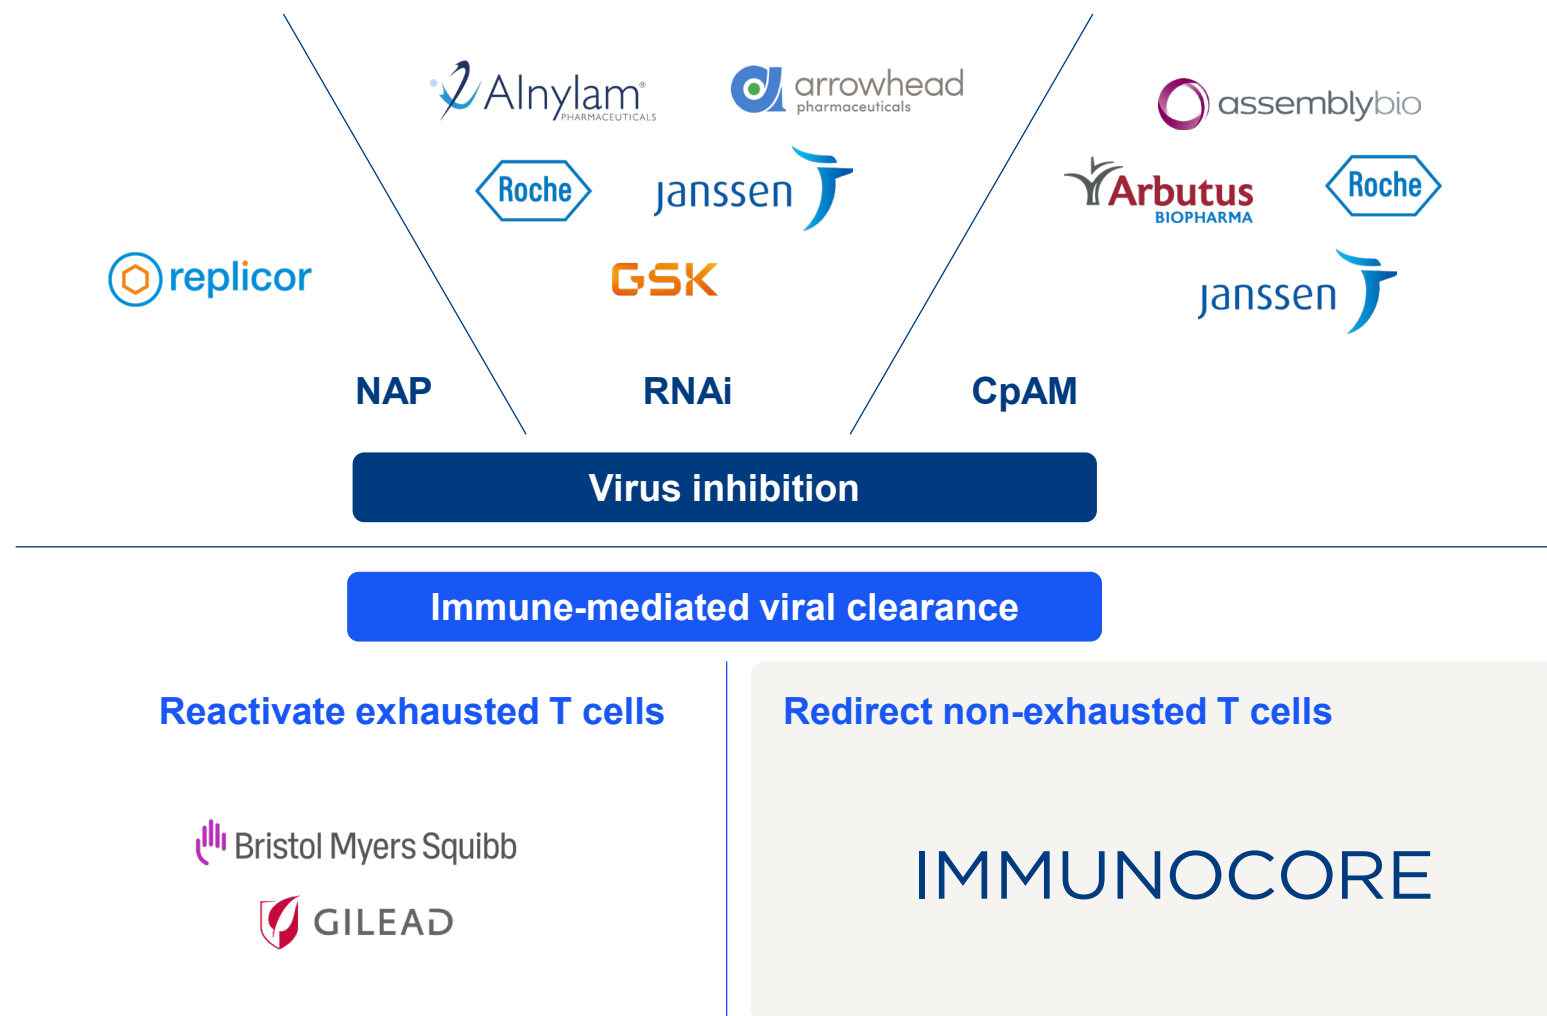 Alnylam®
PHARMACEUTICALS
arrowhead
pharmaceuticals
assemblybio
Roche
janssen
Arbutus
BIOPHARMA
Roche
replicor
GSK
janssen
NAP
RNAi
CpAM
Virus inhibition
Immune-mediated viral clearance
Reactivate exhausted T cells
Redirect non-exhausted T cells
Bristol Myers Squibb
GILEAD
IMMUNOCORE